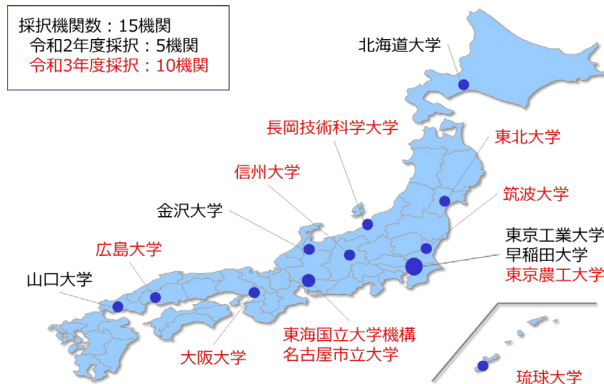 採択機関数：15機関
令和2年度採択：5機関
令和3年度採択：10機関
北海道大学
長岡技術科学大学
東北大学
信州大学
筑波大学
金沢大学
東京工業大学
早稲田大学
東京農工大学
広島大学
山口大学
大阪大学
東海国立大学機構
名古屋市立大学
琉球大学